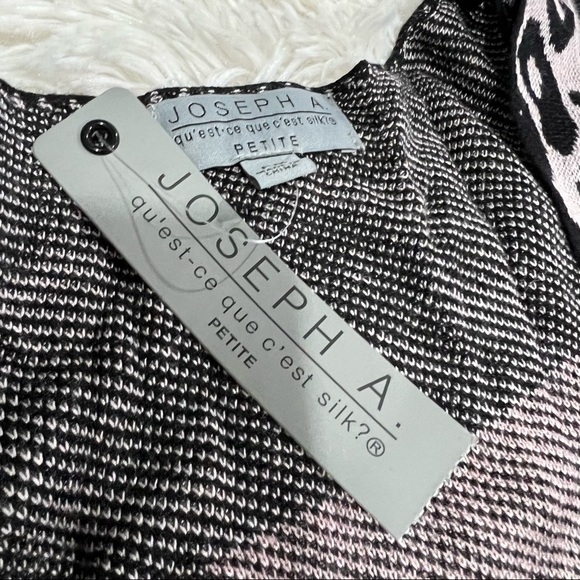 JOSEPH A.
qu'est-ce que c'est silk?®
PETITE
JOSEPH A.
qu'est-ce que c'est silk?®
PETITE